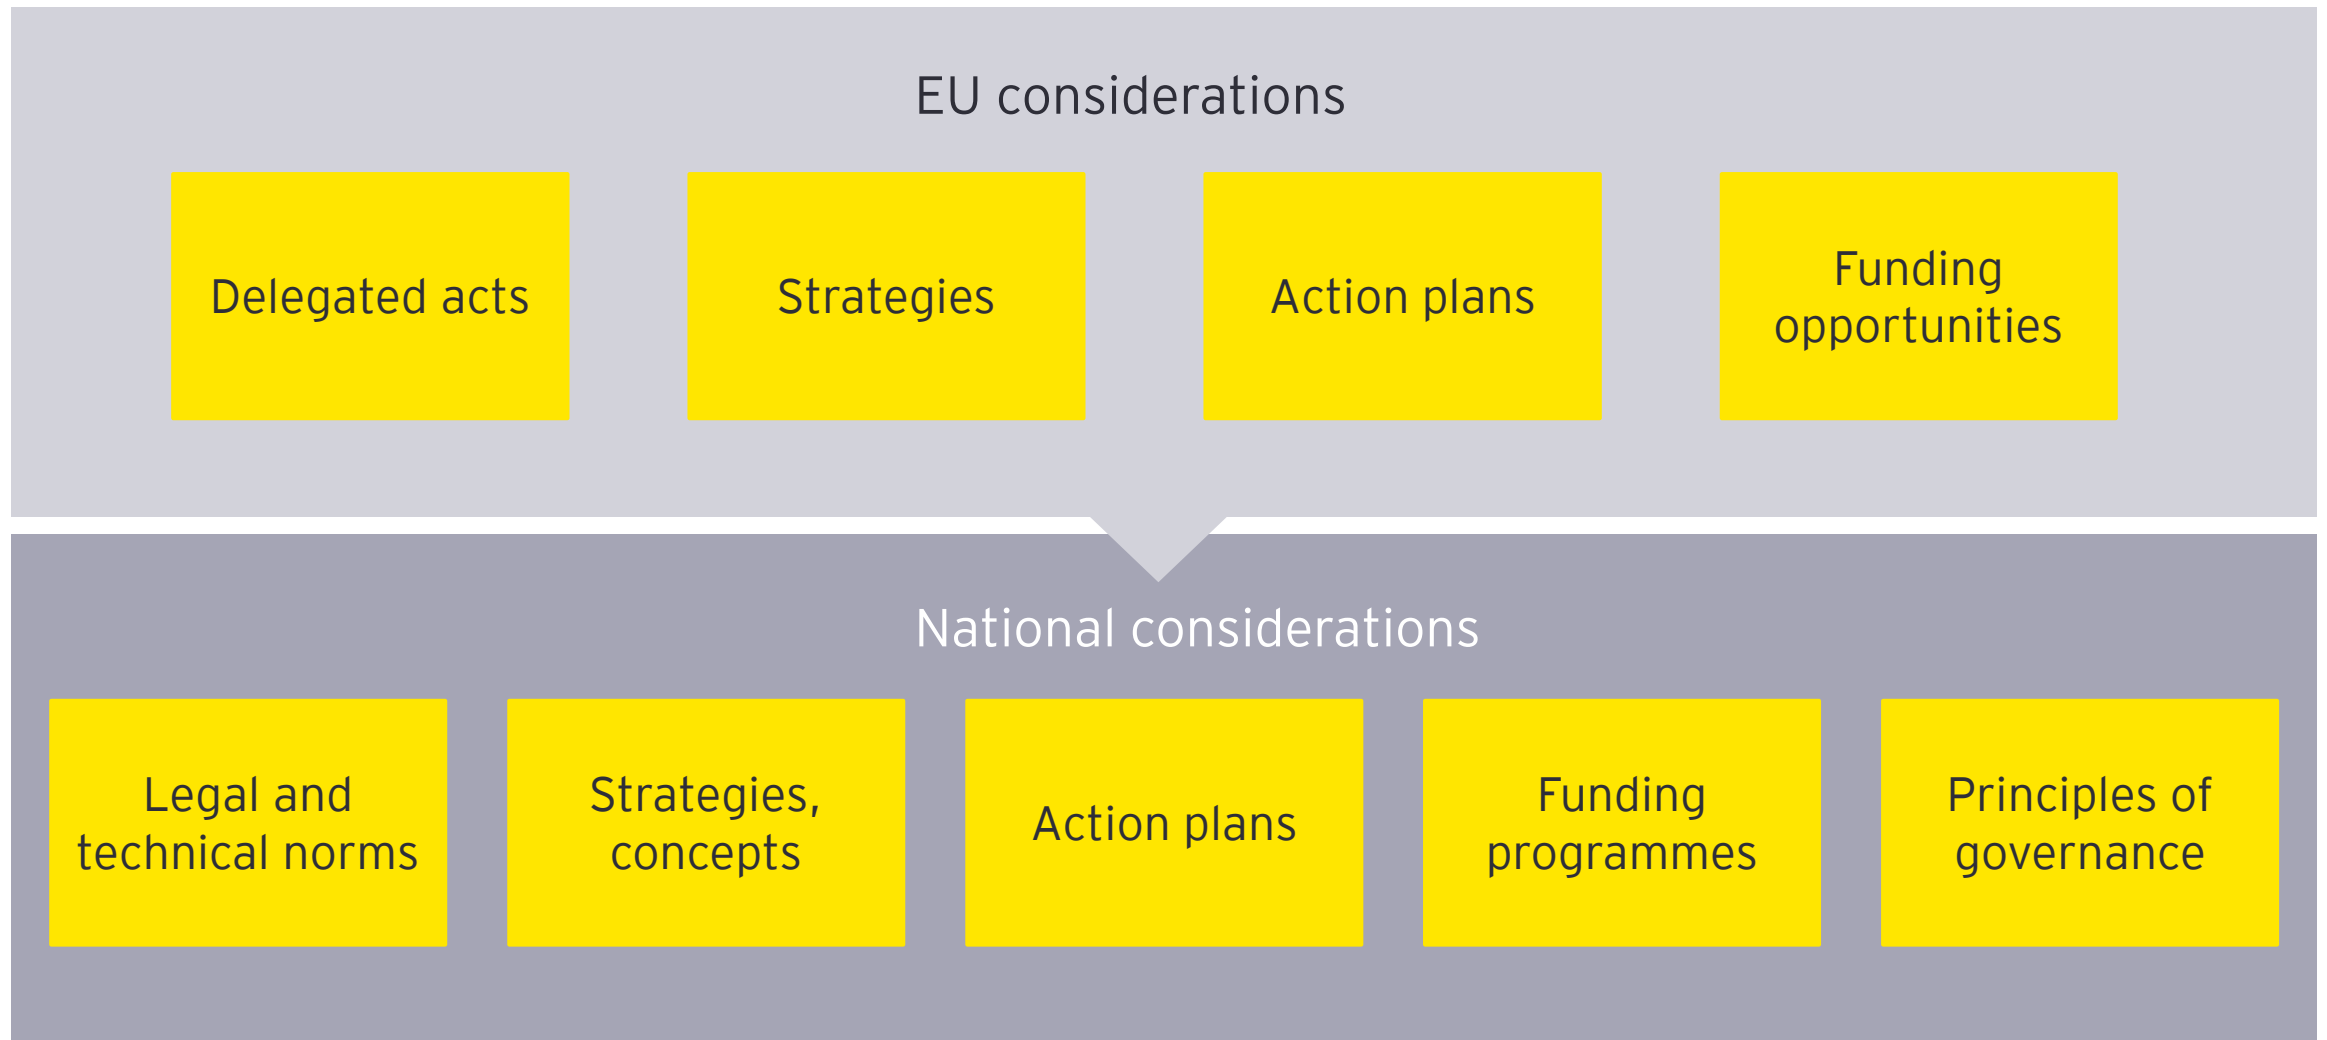 EU considerations
Delegated acts
Strategies
Action plans
Funding
opportunities
National considerations
Legal and
technical norms
Strategies,
concepts
Action plans
Funding
programmes
Principles of
governance